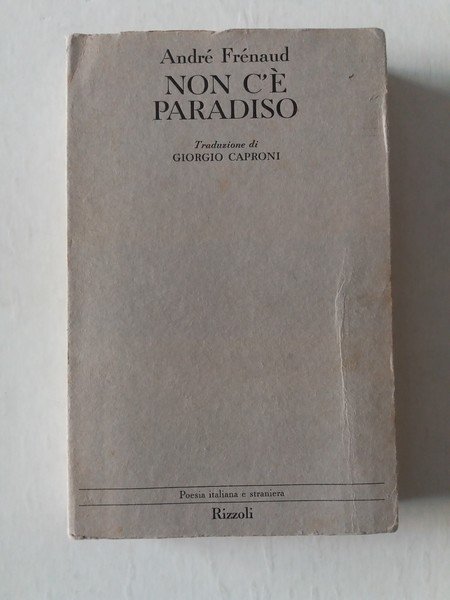 André Frénaud
NON C'È
PARADISO
Traduzione di
GIORGIO CAPRONI
Poesia italiana e straniera
Rizzoli